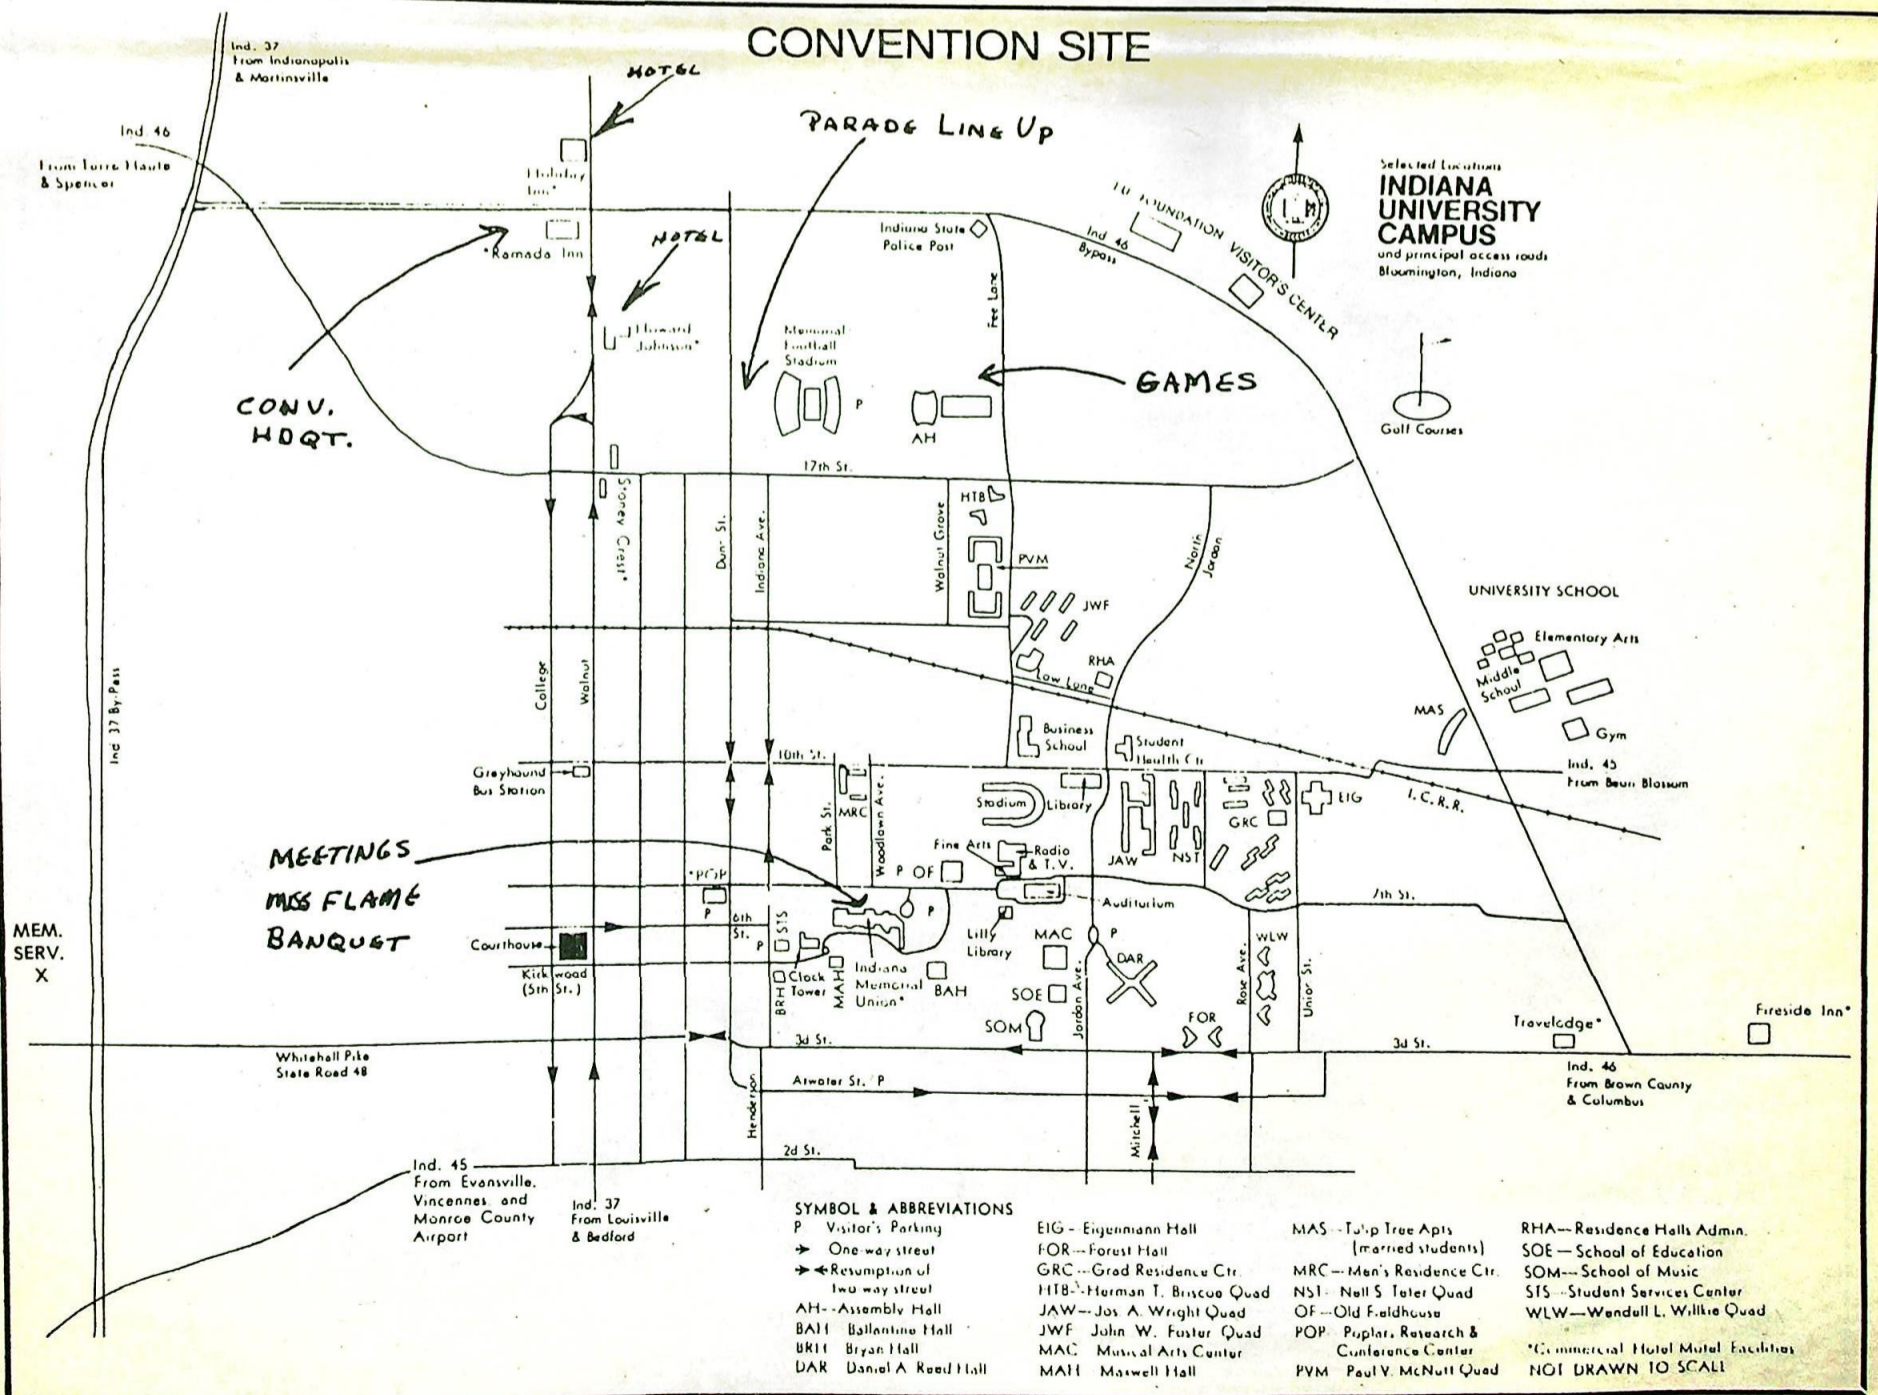 CONVENTION SITE
Ind. 37
From Indianapolis
& Martinsville
HOTEL
PARADE LINE UP
Ind. 46
From Terre Haute
& Spencer
Holiday
Inn*
*Ramada Inn
HOTEL
Howard
Johnson*
CONV.
HDQT.
Indiana State
Police Post
Ind. 46
Bypass
I.U. FOUNDATION
VISITOR'S CENTER
Selected Locations
INDIANA
UNIVERSITY
CAMPUS
and principal access roads
Bloomington, Indiana
Fee Lane
Memorial
Football
Stadium
P
AH
GAMES
Golf Courses
17th St.
Stoney Crest*
Dunn St.
Indiana Ave.
Walnut Grove
HTB
PVM
JWF
RHA
Law Lane
North
Jordan
UNIVERSITY SCHOOL
Elementary Arts
Middle
School
Gym
MAS
Ind. 37 By-Pass
College
Walnut
Business
School
Student
Health Ctr.
10th St.
Ind. 45
From Bean Blossom
I.C.R.R.
Greyhound
Bus Station
Park St.
MRC
Woodlawn Ave.
Stadium
Library
JAW
NST
GRC
EIG
Fine Arts
Radio
& T.V.
P
OF
MEETINGS
MISS FLAME
BANQUET
*POP
P
7th St.
Auditorium
P
6th
St.
STS
P
Lilly
Library
MEM.
SERV.
X
Courthouse
Kirkwood
(5th St.)
BRH
Clock
Tower
MAH
Indiana
Memorial
Union*
BAH
MAC
SOE
SOM
Jordan Ave.
P
DAR
FOR
Rose Ave.
WLW
Union St.
Travelodge*
Fireside Inn*
3d St.
3d St.
Whitehall Pike
State Road 48
Atwater St. P
Henderson
Mitchell
Ind. 46
From Brown County
& Columbus
2d St.
Ind. 45
From Evansville,
Vincennes and
Monroe County
Airport
Ind. 37
From Louisville
& Bedford
SYMBOL & ABBREVIATIONS
P Visitor's Parking
One-way street
Resumption of
two way street
AH--Assembly Hall
BAH Ballantine Hall
BRH Bryan Hall
DAR Daniel A Read Hall
EIG - Eigenmann Hall
FOR--Forest Hall
GRC--Grad Residence Ctr.
HTB--Herman T. Briscoe Quad
JAW--Jos. A. Wright Quad
JWF John W. Foster Quad
MAC Musical Arts Center
MAH Maxwell Hall
MAS--Tulip Tree Apts
(married students)
MRC--Men's Residence Ctr.
NST- Nell S Teter Quad
OF--Old Fieldhouse
POP- Poplars Research &
Conference Center
PVM Paul V. McNutt Quad
RHA--Residence Halls Admin.
SOE--School of Education
SOM--School of Music
STS--Student Services Center
WLW--Wendell L. Willkie Quad
*Commercial Hotel Motel Facilities
NOT DRAWN TO SCALE